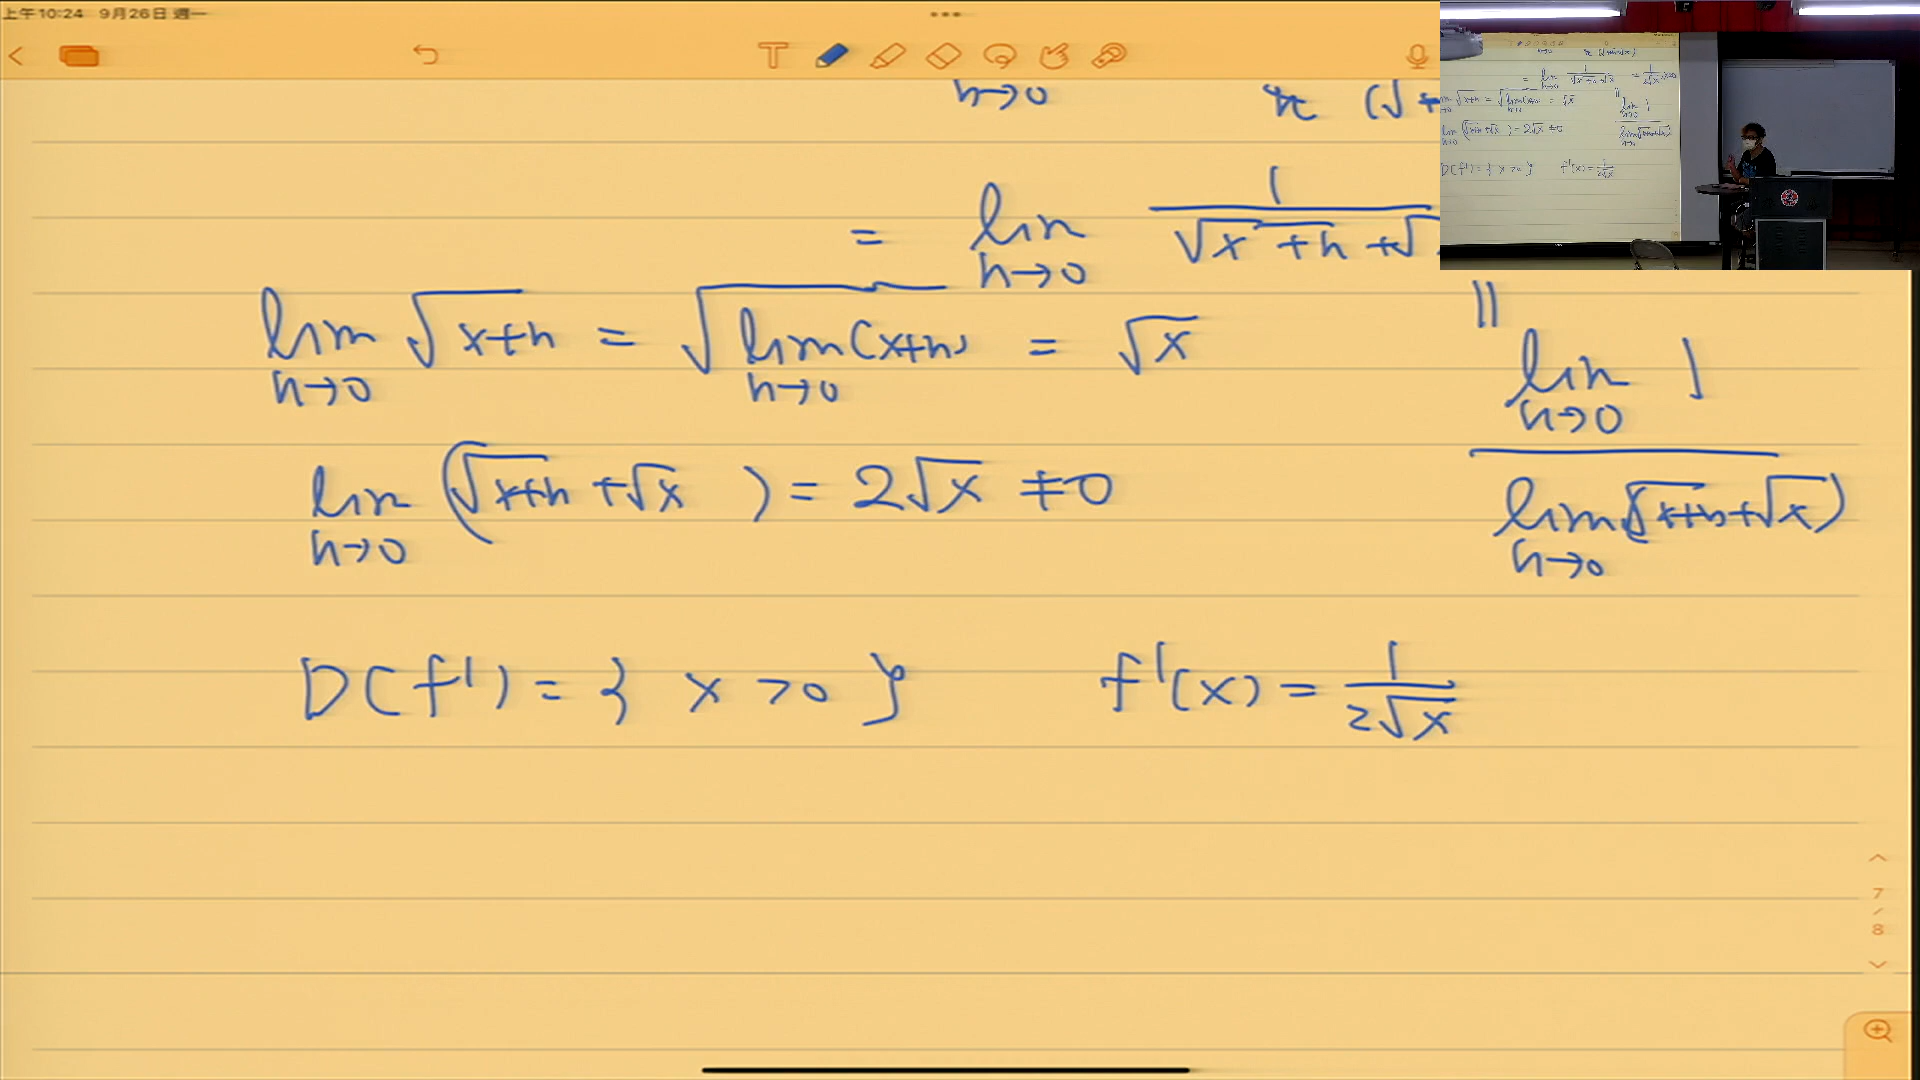 上午10:24 9月26日 週一
h→0
= lim h→0 1 / (√x+h + √
lim h→0 √x+h = √lim h→0 (x+h) = √x
"
lim h→0 1
lim h→0 (√x+h + √x) = 2√x ≠ 0
lim h→0 (√x+h + √x)
D(f') = { x > 0 }
f'(x) = 1 / 2√x
7
/
8